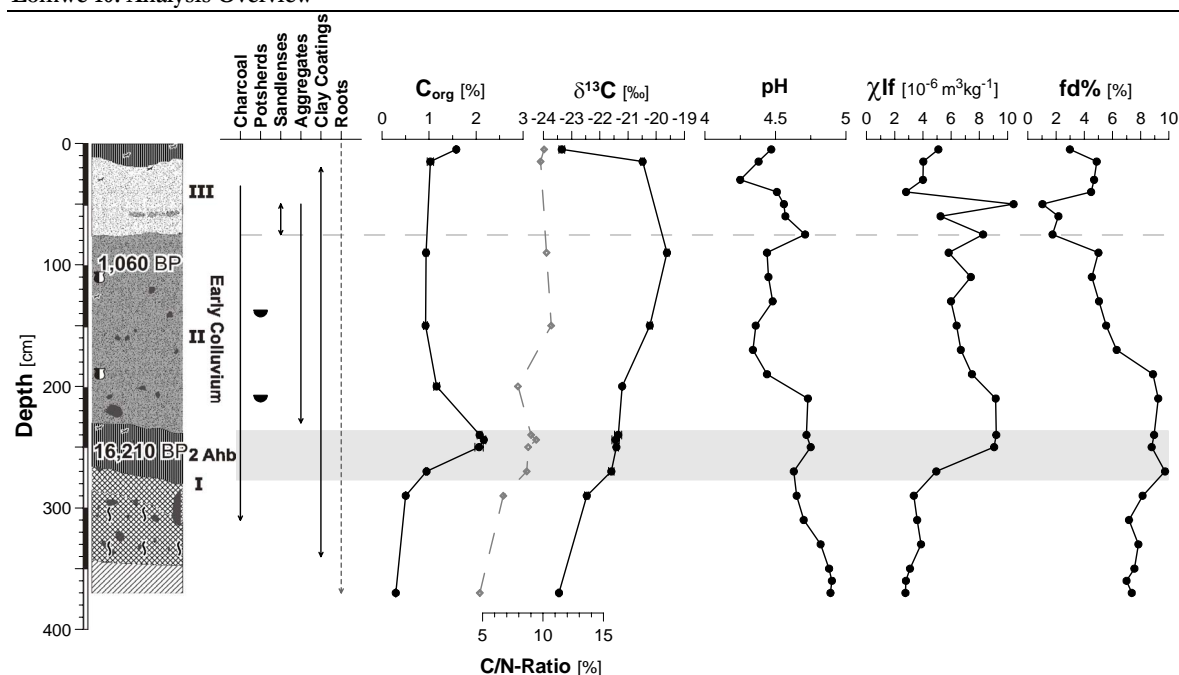 Charcoal
Potsherds
Sandlenses
Aggregates
Clay Coatings
Roots
Corg [%]
δ13C [‰]
pH
χlf [10-6 m3kg-1]
fd% [%]
0 1 2 3
-24 -23 -22 -21 -20 -19
4 4.5 5
0 2 4 6 8 10
0 2 4 6 8 10
0
100
200
300
400
Depth [cm]
III
1,060 BP
II
Early Colluvium
16,210 BP
2 Ahb
I
5 10 15
C/N-Ratio [%]